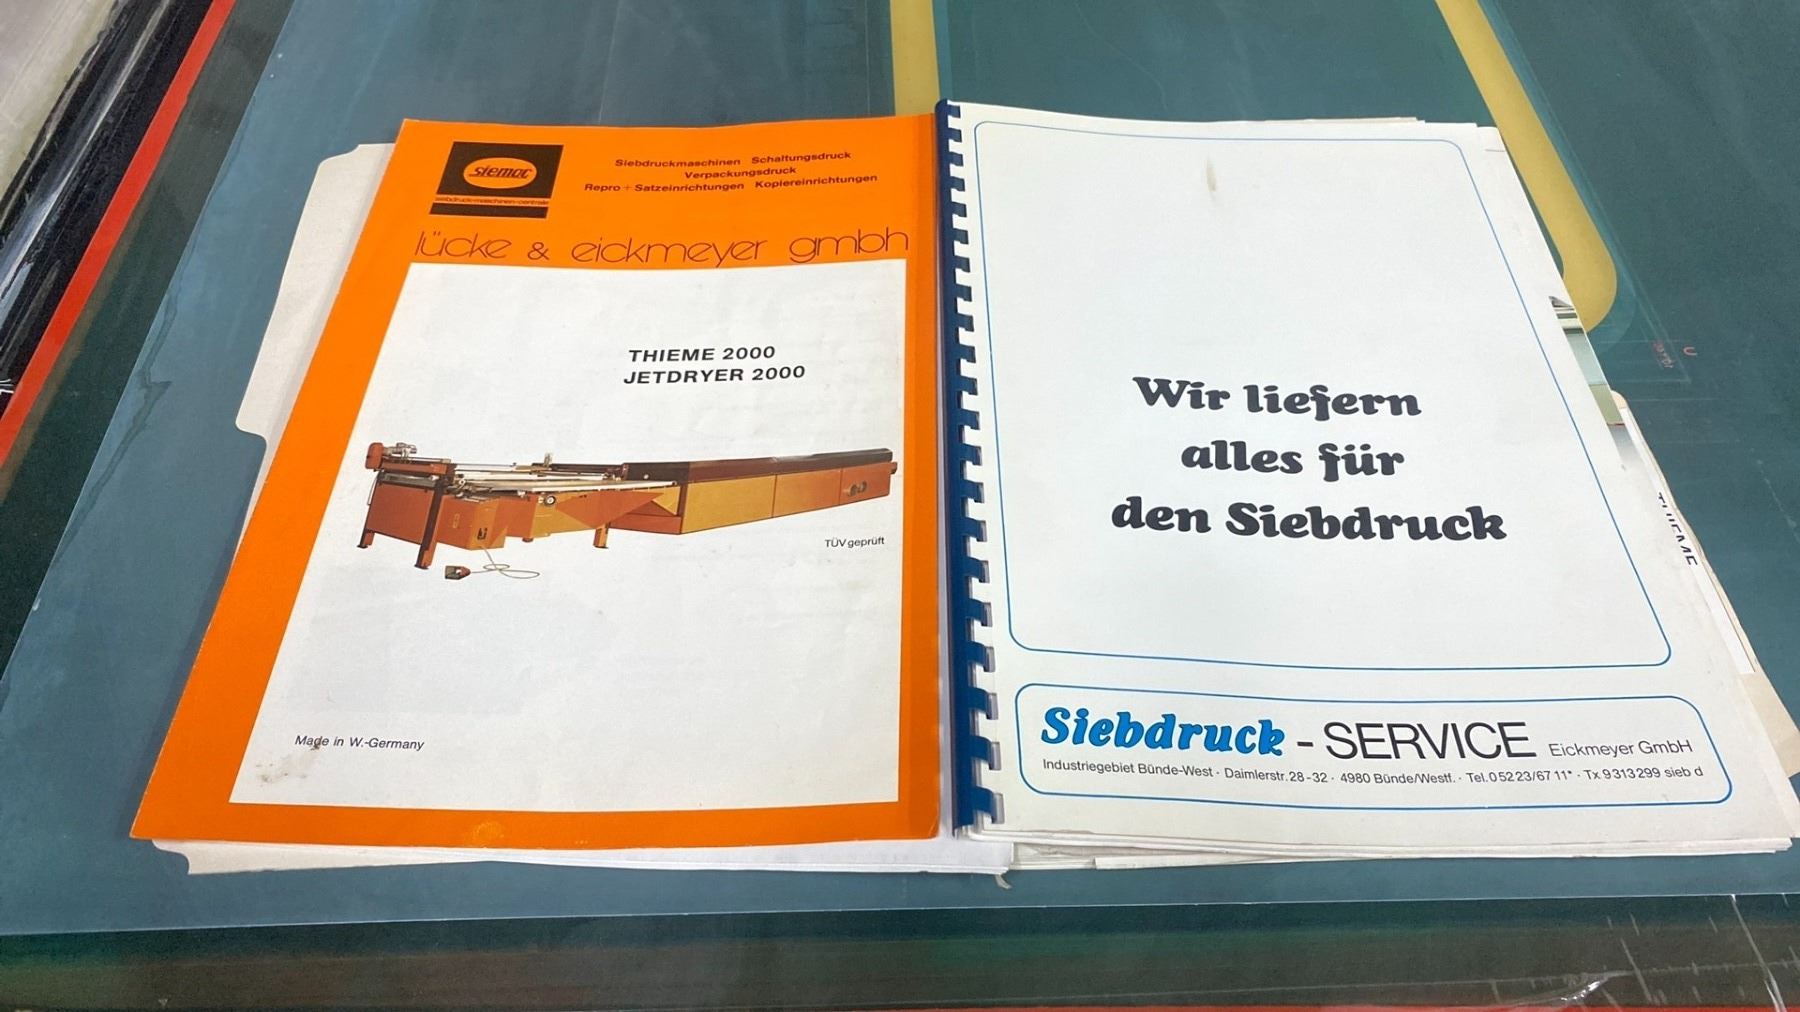 siemac
siebdruck-maschinen-centrale
Siebdruckmaschinen Schaltungsdruck
Verpackungsdruck
Repro + Satzeinrichtungen Kopiereinrichtungen
lücke & eickmeyer gmbh
THIEME 2000
JETDRYER 2000
TÜV geprüft
Made in W.-Germany
Wir liefern
alles für
den Siebdruck
Siebdruck - SERVICE Eickmeyer GmbH
Industriegebiet Bünde-West · Daimlerstr. 28-32 · 4980 Bünde/Westf. · Tel. 05223/6711* · Tx 9313299 sieb d
THIEME